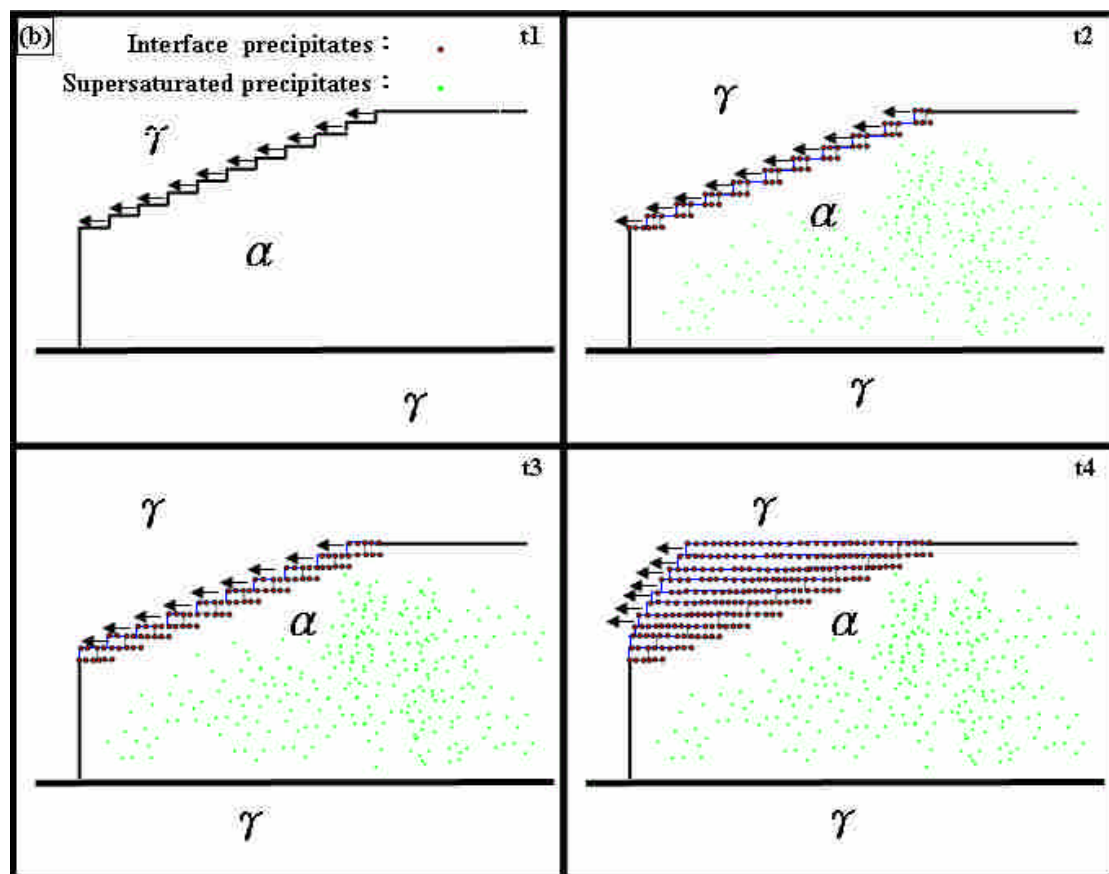 (b)
t1
Interface precipitates :
Supersaturated precipitates :
γ
α
γ
t2
γ
α
γ
t3
γ
α
γ
t4
γ
α
γ